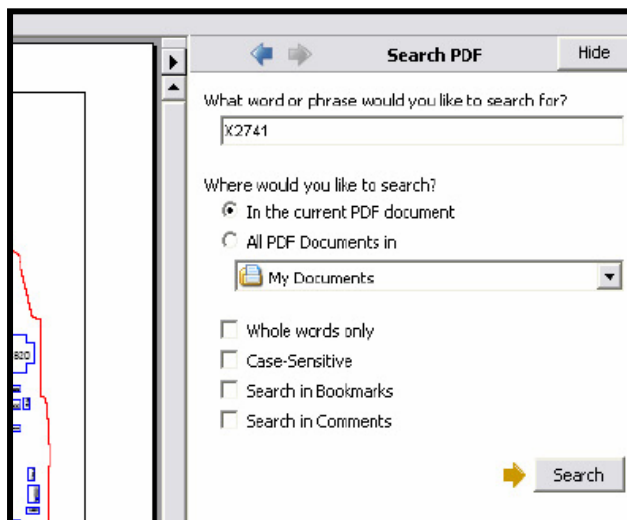 Search PDF
Hide
What word or phrase would you like to search for?
X2741
Where would you like to search?
In the current PDF document
All PDF Documents in
My Documents
Whole words only
Case-Sensitive
Search in Bookmarks
Search in Comments
Search